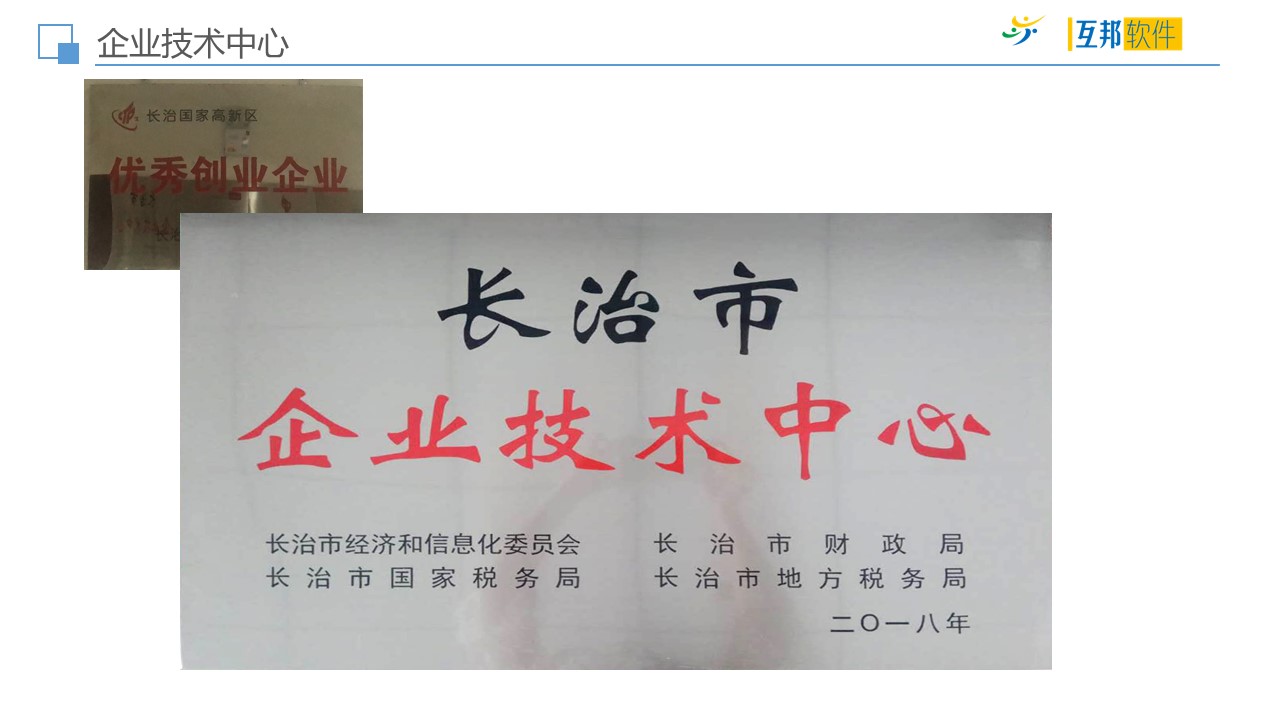 企业技术中心
互邦软件
长治国家高新区
优秀创业企业
长治
长治市
企业技术中心
长治市经济和信息化委员会 长治市财政局
长治市国家税务局 长治市地方税务局
二〇一八年